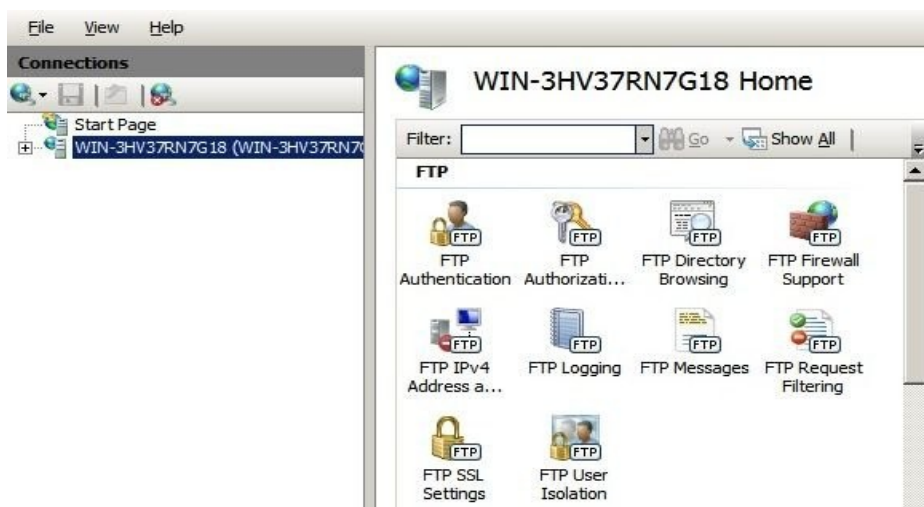 File View Help
Connections
Start Page
WIN-3HV37RN7G18 (WIN-3HV37RN7
WIN-3HV37RN7G18 Home
Filter: Go Show All
FTP
FTP FTP FTP FTP
FTP FTP FTP Directory FTP Firewall
Authentication Authorizati... Browsing Support
FTP FTP FTP FTP
FTP IPv4 FTP Logging FTP Messages FTP Request
Address a... Filtering
FTP FTP
FTP SSL FTP User
Settings Isolation